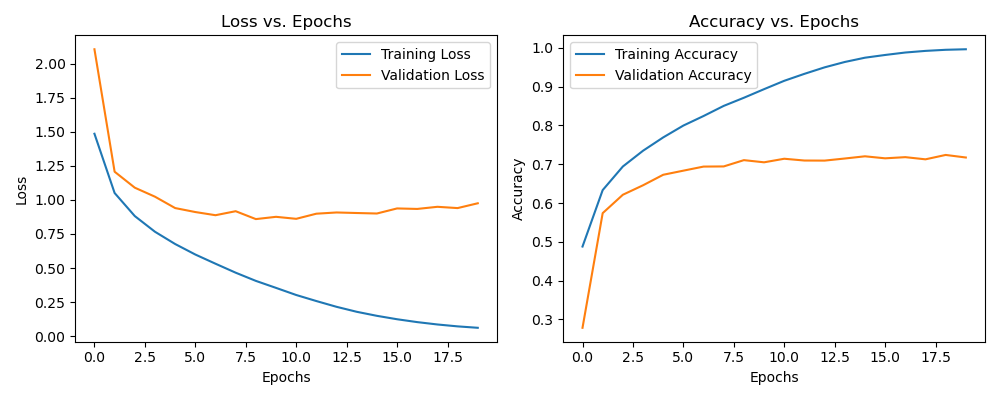 Loss vs. Epochs
Training Loss
Validation Loss
2.00
1.75
1.50
1.25
1.00
0.75
0.50
0.25
0.00
Loss
0.0 2.5 5.0 7.5 10.0 12.5 15.0 17.5
Epochs
Accuracy vs. Epochs
Training Accuracy
Validation Accuracy
1.0
0.9
0.8
0.7
0.6
0.5
0.4
0.3
Accuracy
0.0 2.5 5.0 7.5 10.0 12.5 15.0 17.5
Epochs